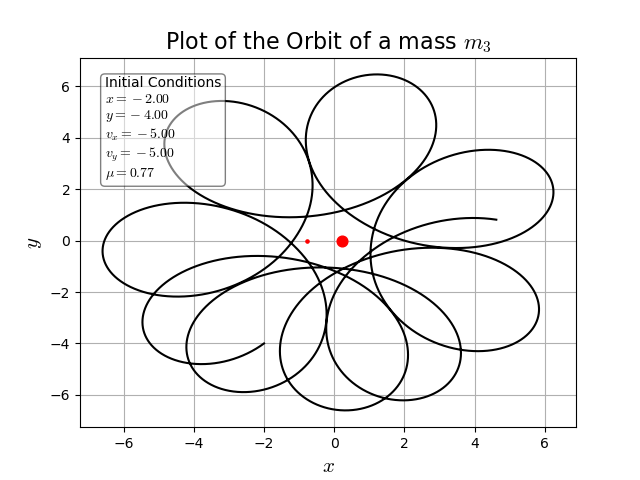 Plot of the Orbit of a mass m₃
Initial Conditions
x = −2.00
y = −4.00
vₓ = −5.00
v_y = −5.00
μ = 0.77
6
4
2
0
−2
−4
−6
y
−6 −4 −2 0 2 4 6
x